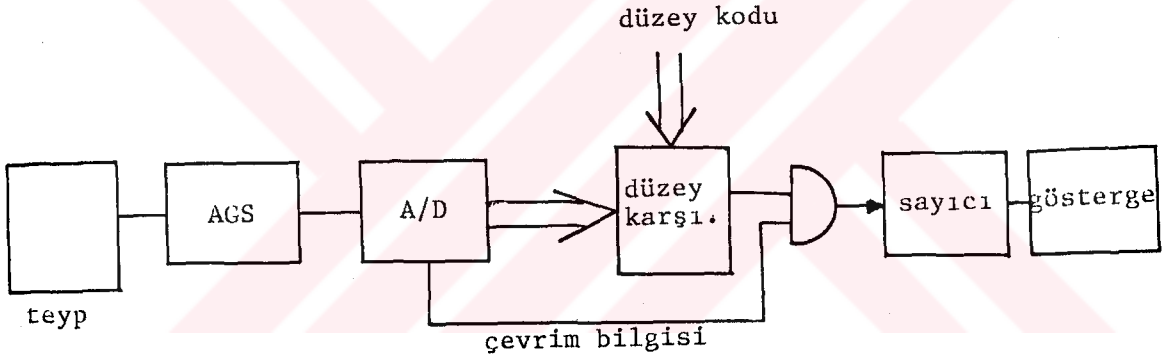 düzey kodu
teyp
AGS
A/D
düzey
karşı.
sayıcı
gösterge
çevrim bilgisi